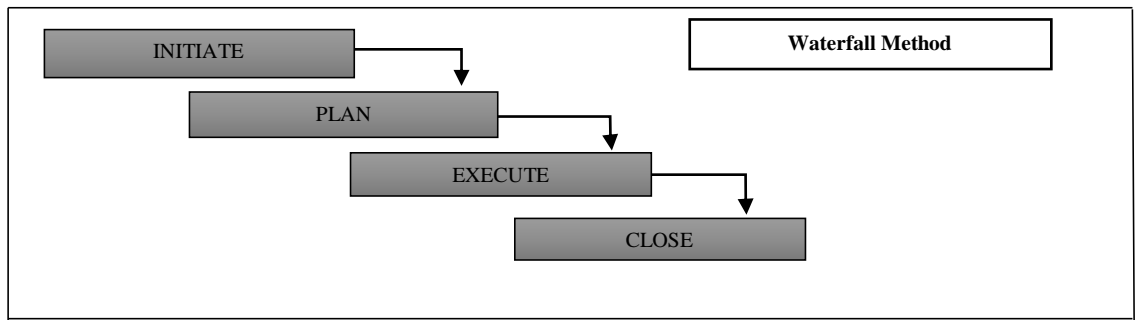 Waterfall Method
INITIATE
PLAN
EXECUTE
CLOSE